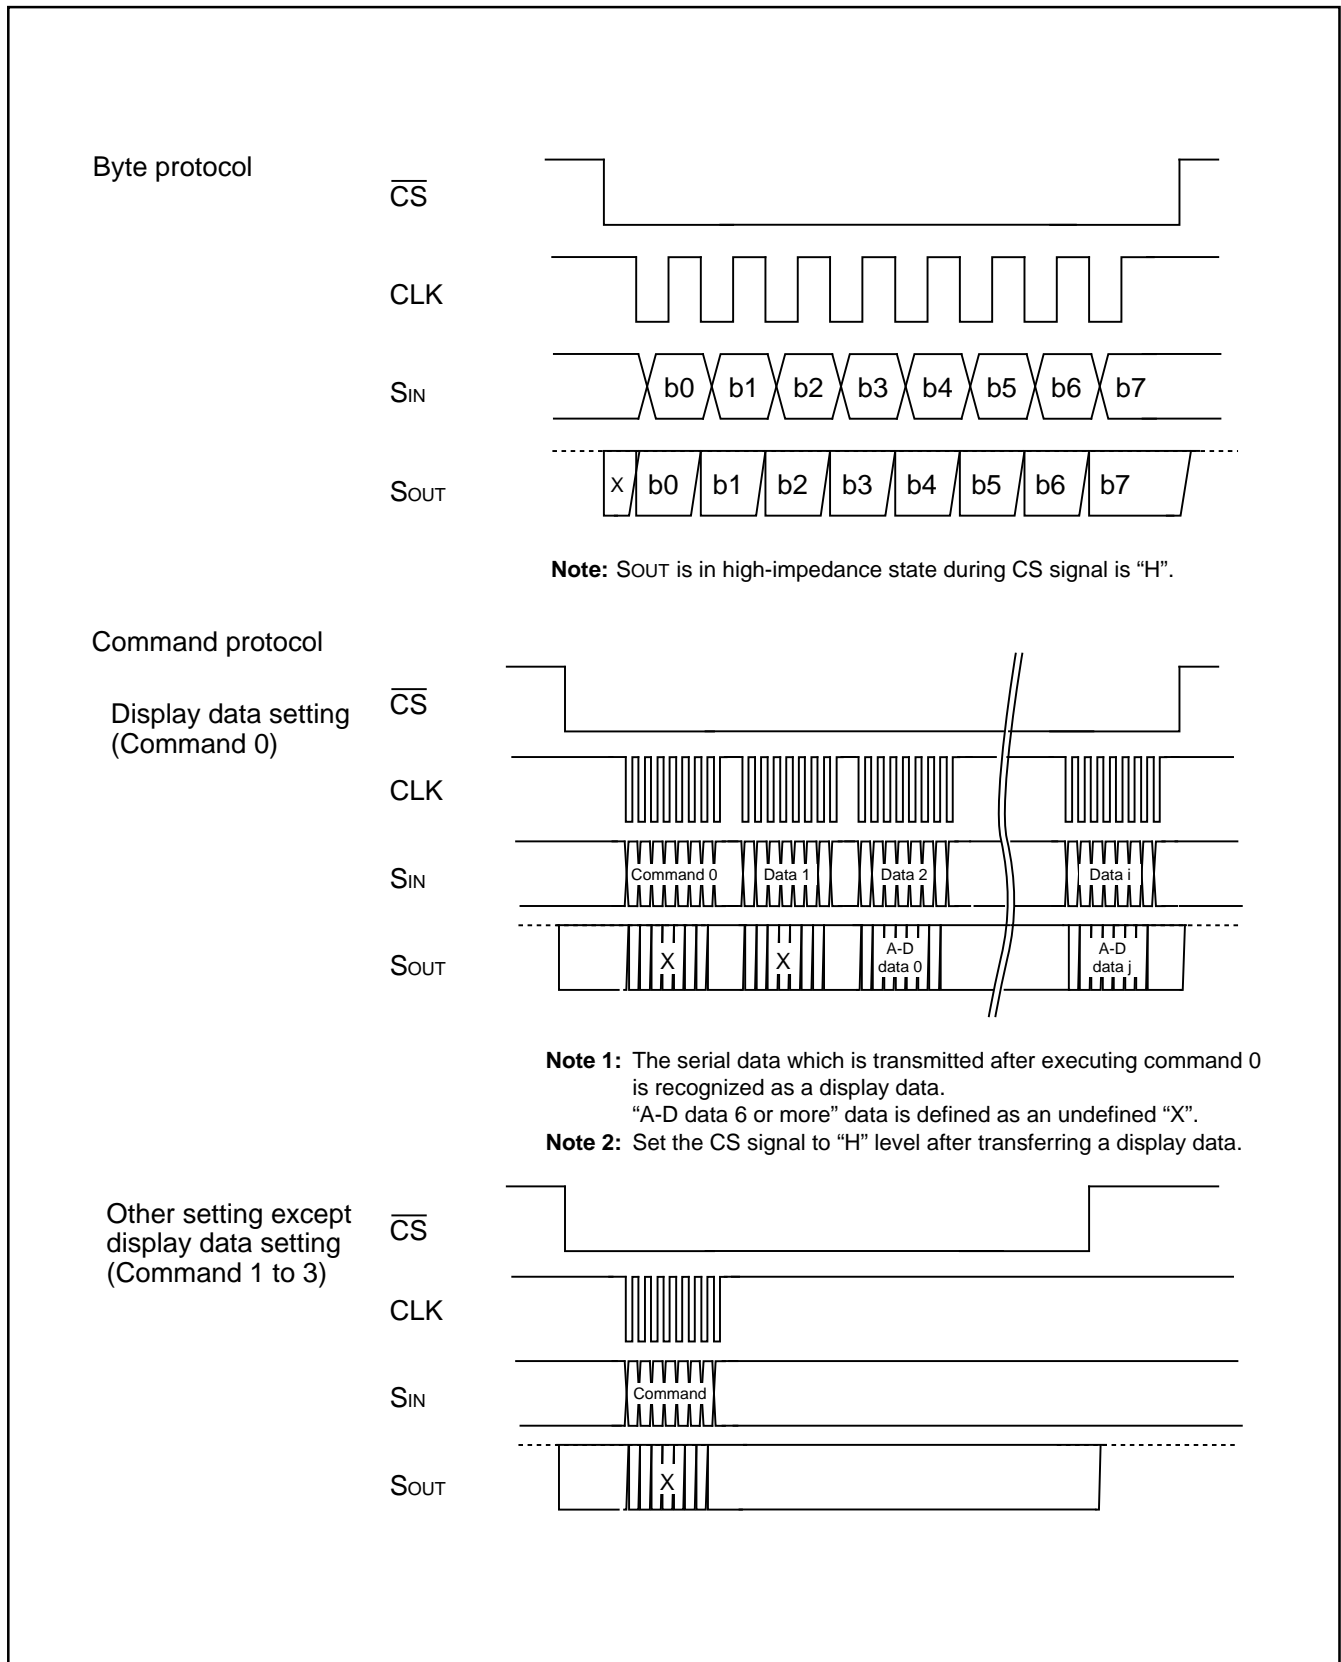 Byte protocol
CS
CLK
SIN
b0 b1 b2 b3 b4 b5 b6 b7
SOUT
X b0 b1 b2 b3 b4 b5 b6 b7
Note: SOUT is in high-impedance state during CS signal is “H”.
Command protocol
Display data setting
(Command 0)
CS
CLK
SIN
Command 0 Data 1 Data 2 Data i
SOUT
X X A-D
data 0 A-D
data j
Note 1: The serial data which is transmitted after executing command 0
is recognized as a display data.
“A-D data 6 or more” data is defined as an undefined “X”.
Note 2: Set the CS signal to “H” level after transferring a display data.
Other setting except
display data setting
(Command 1 to 3)
CS
CLK
SIN
Command
SOUT
X